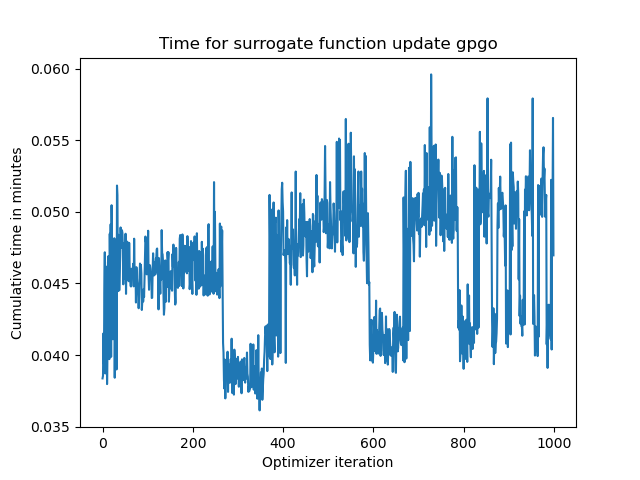 Time for surrogate function update gpgo
Cumulative time in minutes
0.060
0.055
0.050
0.045
0.040
0.035
0 200 400 600 800 1000
Optimizer iteration